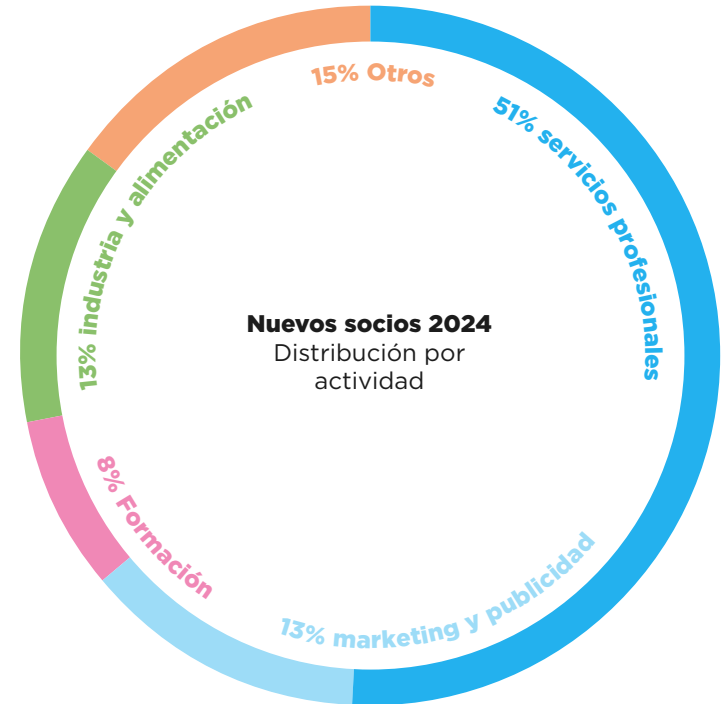 15% Otros
51% servicios profesionales
13% industria y alimentación
Nuevos socios 2024
Distribución por
actividad
8% Formación
13% marketing y publicidad